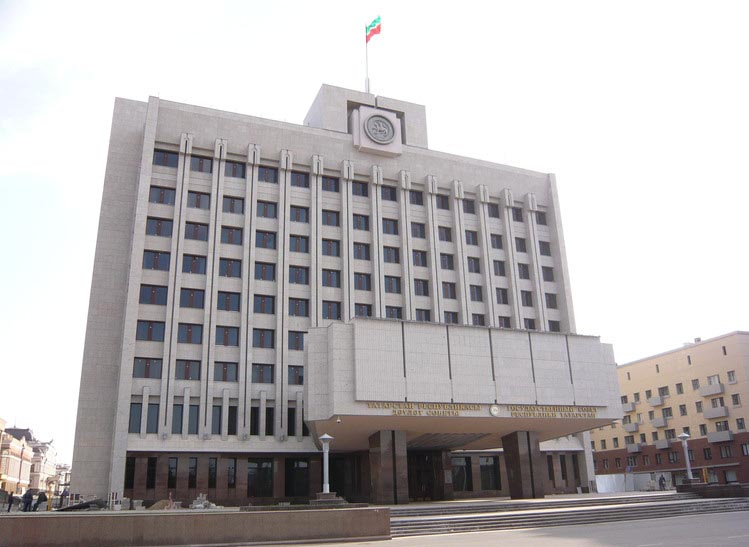 ТАТАРСТАН РЕСПУБЛИКАСЫ
ДӘҮЛӘТ СОВЕТЫ
ГОСУДАРСТВЕННЫЙ СОВЕТ
РЕСПУБЛИКИ ТАТАРСТАН